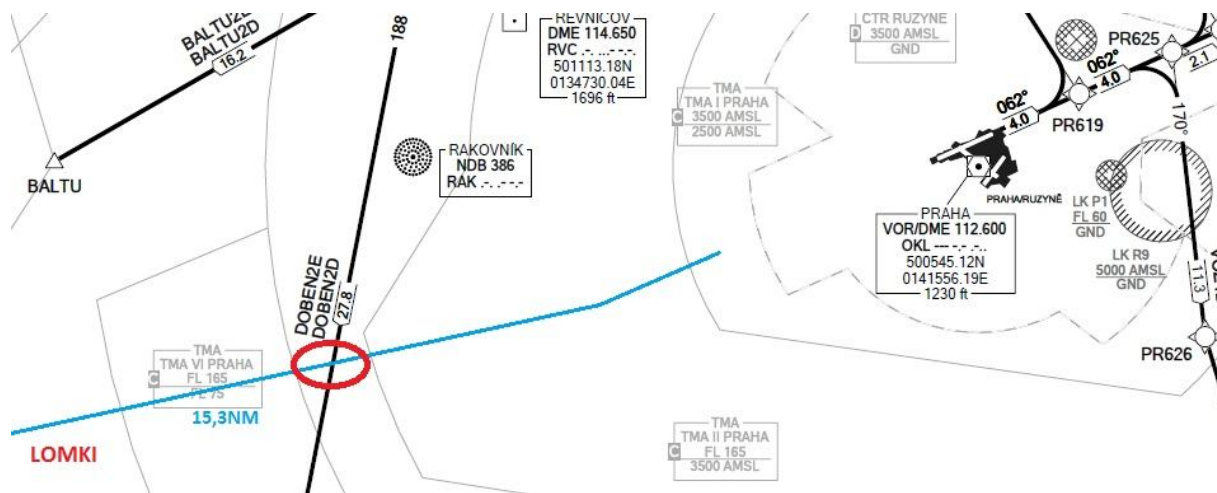 BALTU2E
BALTU2D
16.2
BALTU
188
REVNICOV
DME 114.650
RVC .-. ...- -.-.
501113.18N
0134730.04E
1696 ft
RAKOVNÍK
NDB 386
RAK .-. .- -.-
DOBEN2E
DOBEN2D
27.8
TMA
TMA VI PRAHA
C
FL 165
FL 75
15,3NM
LOMKI
TMA
TMA I PRAHA
C
3500 AMSL
2500 AMSL
TMA
TMA II PRAHA
C
FL 165
3500 AMSL
CTR RUZYNE
D
3500 AMSL
GND
PR625
2.1
062°
4.0
PR619
062°
4.0
170°
PRAHA/RUZYNĚ
PRAHA
VOR/DME 112.600
OKL --- -.- .-..
500545.12N
0141556.19E
1230 ft
LK P1
FL 60
GND
LK R9
5000 AMSL
GND
11.3
PR626